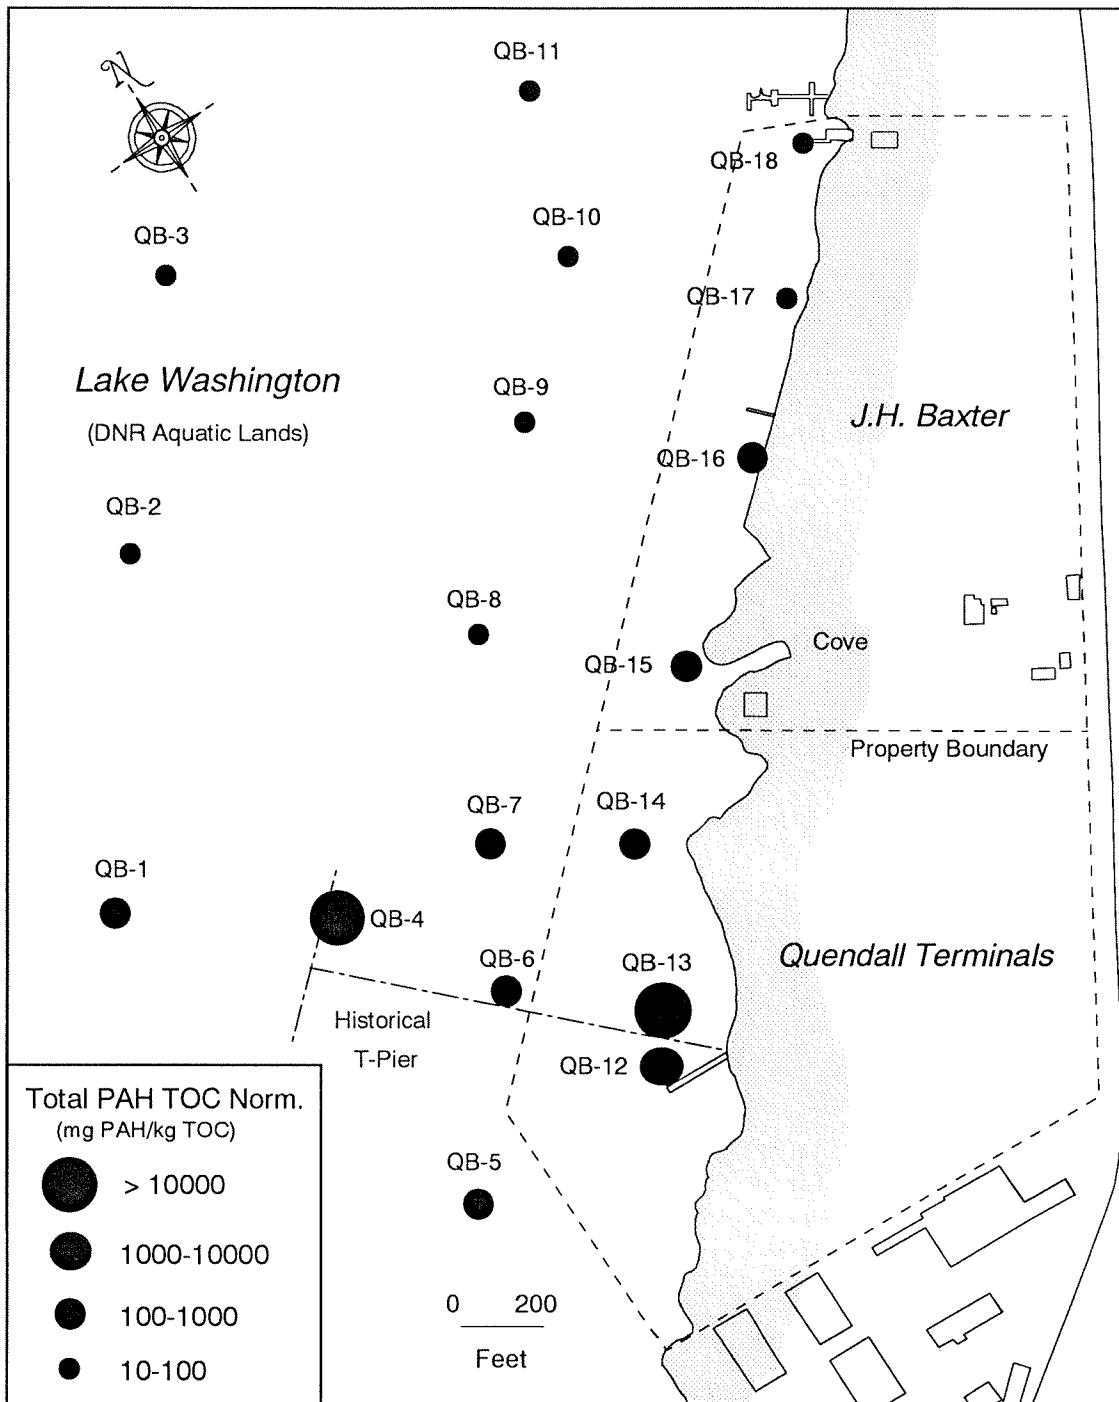 QB-11
N
QB-18
QB-3
QB-10
QB-17
Lake Washington
(DNR Aquatic Lands)
QB-9
J.H. Baxter
QB-16
QB-2
QB-8
Cove
QB-15
Property Boundary
QB-7
QB-14
QB-1
QB-4
Quendall Terminals
QB-6
QB-13
Historical
T-Pier
QB-12
Total PAH TOC Norm.
(mg PAH/kg TOC)
> 10000
1000-10000
100-1000
10-100
QB-5
0 200
Feet